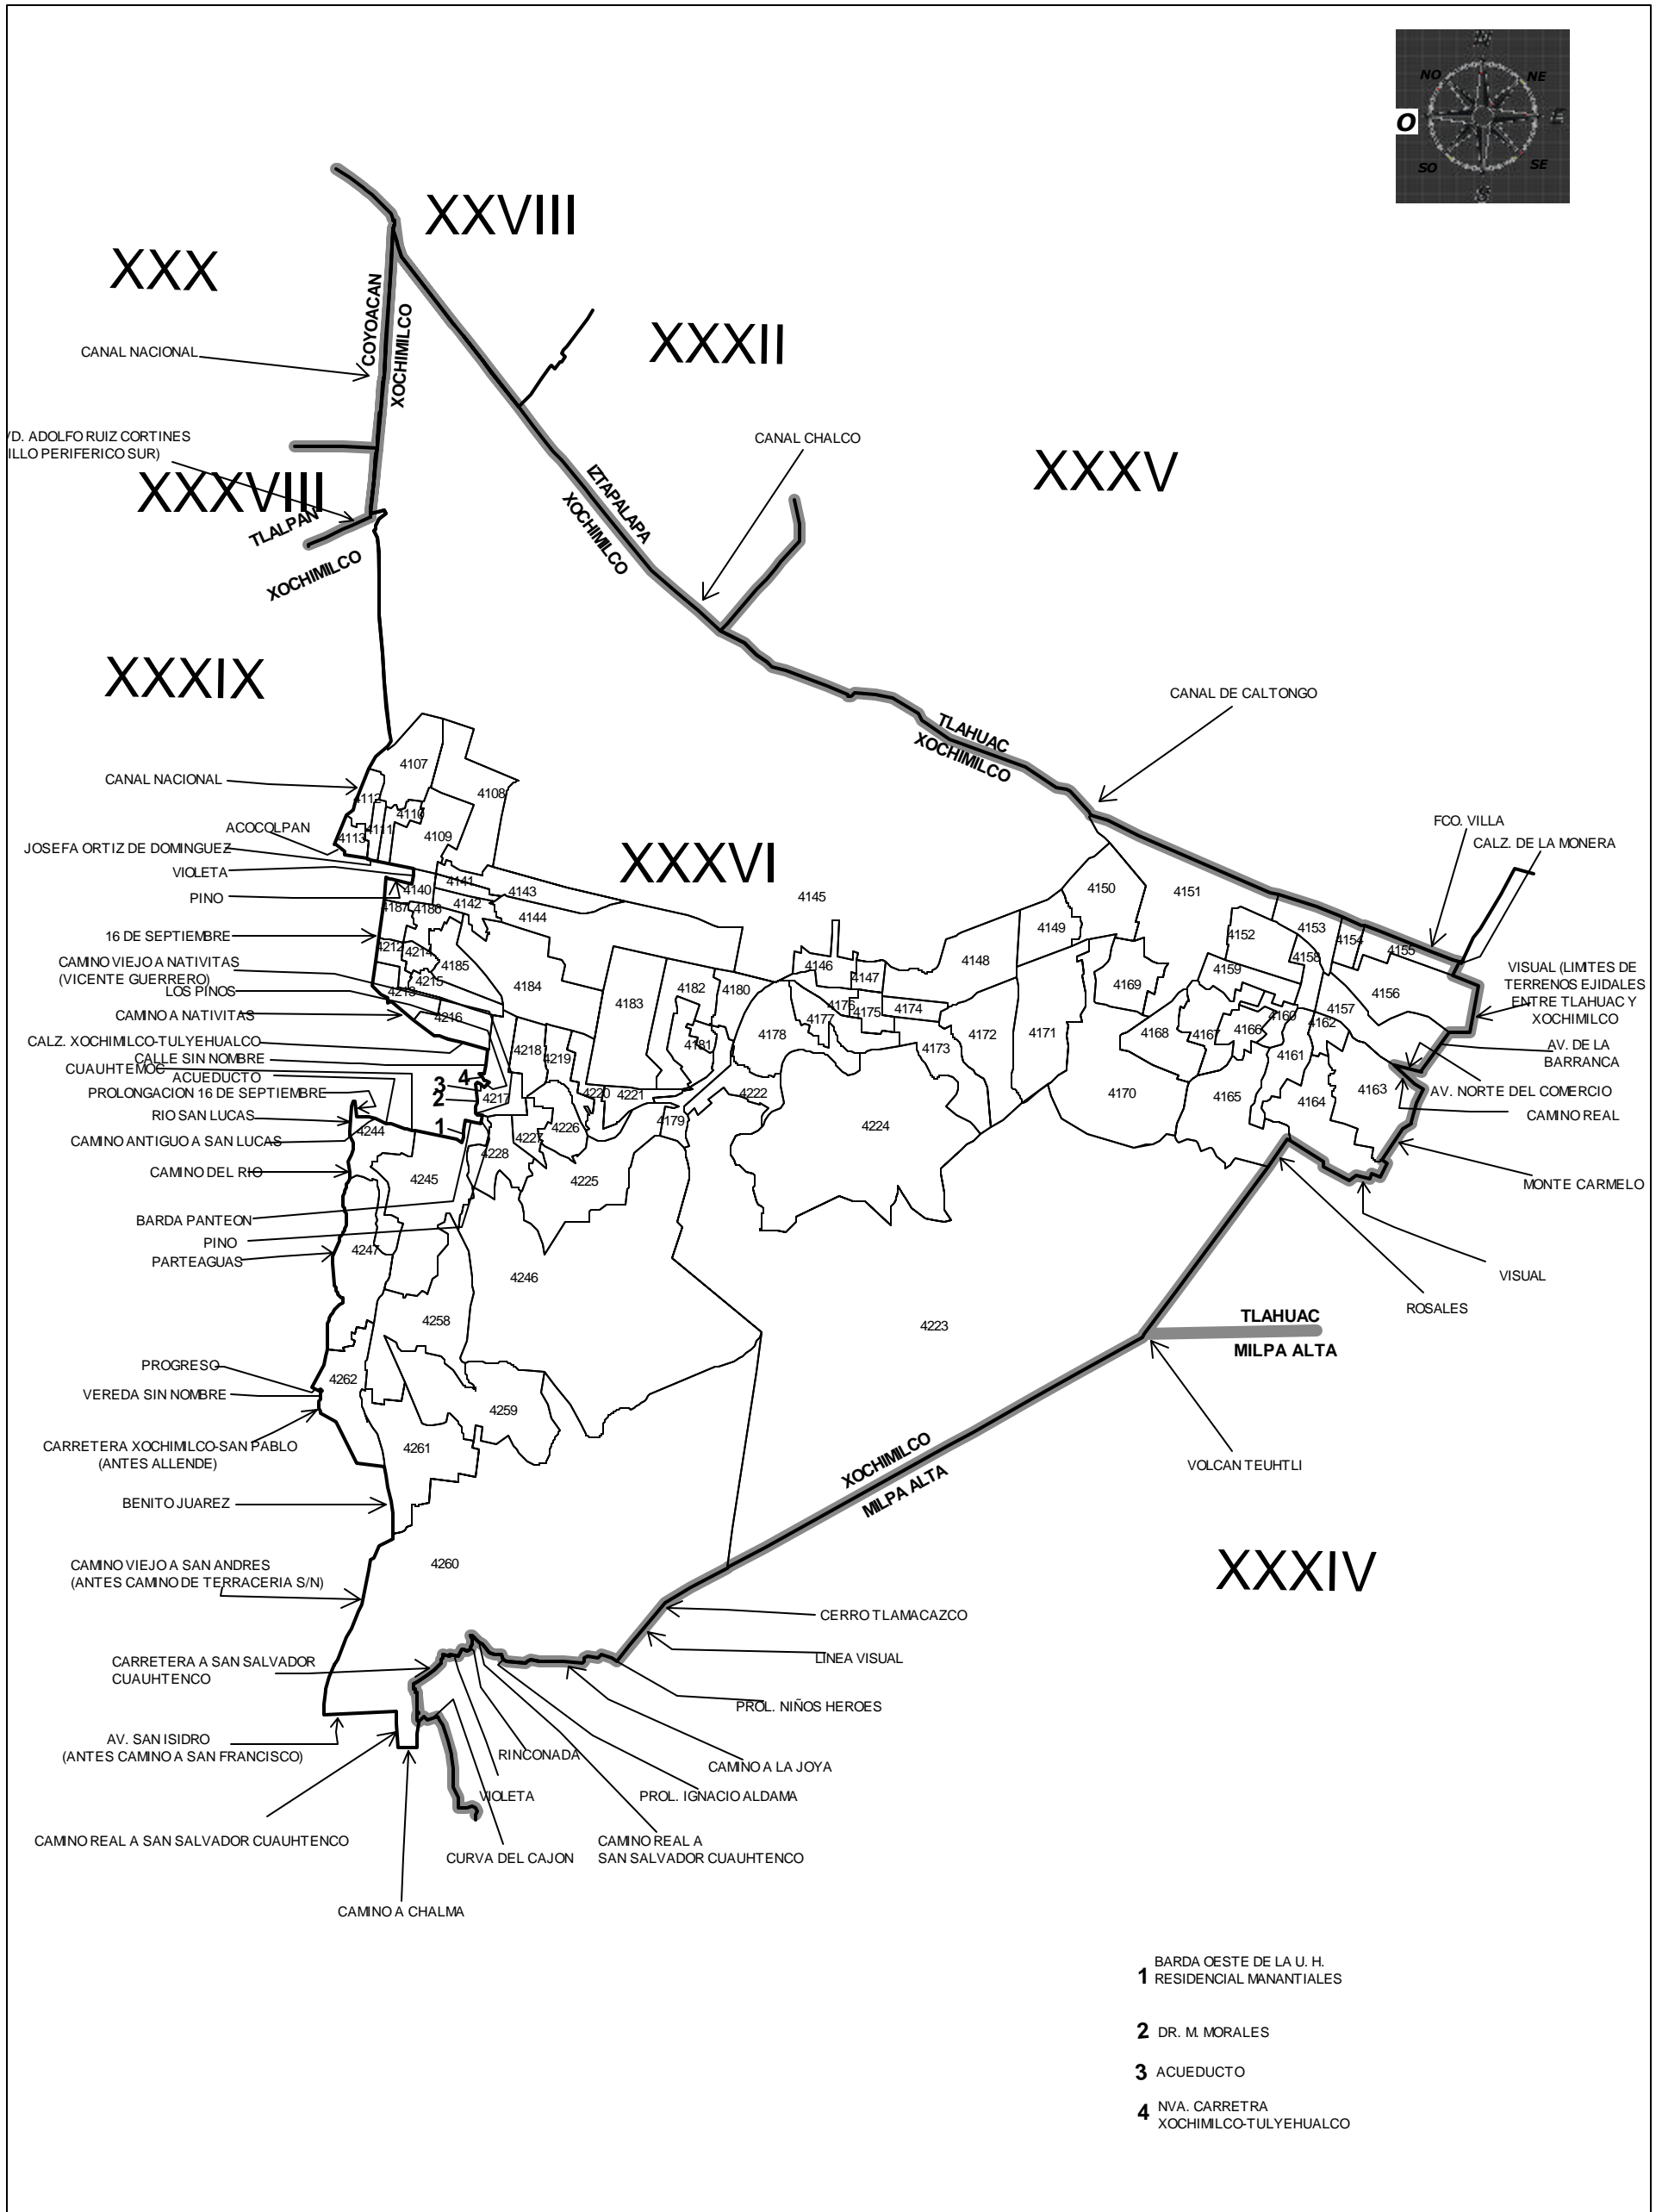 N
NO
NE
O
E
SO
SE
S
XXVIII
XXX
COYOACAN
XOCHIMILCO
XXXII
CANAL NACIONAL
VD. ADOLFO RUIZ CORTINES
ILLO PERIFERICO SUR)
CANAL CHALCO
XXXV
XXXVIII
TLALPAN
XOCHIMILCO
IZTAPALAPA
XOCHIMILCO
XXXIX
CANAL DE CALTONGO
TLAHUAC
XOCHIMILCO
4107
CANAL NACIONAL
4112
4108
4110
4111
4113
4109
ACOCOLPAN
JOSEFA ORTIZ DE DOMINGUEZ
VIOLETA
PINO
FCO. VILLA
CALZ. DE LA MONERA
XXXVI
4140
4141
4143
4142
4144
4145
4187
4186
4150
4151
4149
4152
4153
4154
4155
16 DE SEPTIEMBRE
4212
4214
4185
4215
4213
4216
4184
CAMINO VIEJO A NATIVITAS
(VICENTE GUERRERO)
LOS PINOS
CAMINO A NATIVITAS
4146
4147
4148
4158
4159
4169
4156
VISUAL (LIMITES DE
TERRENOS EJIDALES
ENTRE TLAHUAC Y
XOCHIMILCO
4183
4182
4180
4181
4178
4177
4176
4175
4174
4173
4172
4171
4168
4167
4166
4160
4162
4157
4161
CALZ. XOCHIMILCO-TULYEHUALCO
CALLE SIN NOMBRE
CUAUHTEMOC
ACUEDUCTO
PROLONGACION 16 DE SEPTIEMBRE
RIO SAN LUCAS
CAMINO ANTIGUO A SAN LUCAS
CAMINO DEL RIO
4
3
2
1
4218
4219
4217
4220
4221
4222
4179
4226
4227
4228
4225
4224
4170
4165
4164
4163
AV. DE LA
BARRANCA
AV. NORTE DEL COMERCIO
CAMINO REAL
MONTE CARMELO
4244
4245
BARDA PANTEON
PINO
PARTEAGUAS
4247
4246
VISUAL
ROSALES
4258
4223
TLAHUAC
MILPA ALTA
PROGRESO
VEREDA SIN NOMBRE
4262
4259
CARRETERA XOCHIMILCO-SAN PABLO
(ANTES ALLENDE)
4261
XOCHIMILCO
MILPA ALTA
VOLCAN TEUHTLI
BENITO JUAREZ
4260
XXXIV
CAMINO VIEJO A SAN ANDRES
(ANTES CAMINO DE TERRACERIA S/N)
CERRO TLAMACAZCO
LINEA VISUAL
CARRETERA A SAN SALVADOR
CUAUHTENCO
PROL. NIÑOS HEROES
AV. SAN ISIDRO
(ANTES CAMINO A SAN FRANCISCO)
RINCONADA
CAMINO A LA JOYA
VIOLETA
PROL. IGNACIO ALDAMA
CAMINO REAL A SAN SALVADOR CUAUHTENCO
CURVA DEL CAJON
CAMINO REAL A
SAN SALVADOR CUAUHTENCO
CAMINO A CHALMA
1 BARDA OESTE DE LA U. H.
RESIDENCIAL MANANTIALES
2 DR. M. MORALES
3 ACUEDUCTO
4 NVA. CARRETRA
XOCHIMILCO-TULYEHUALCO